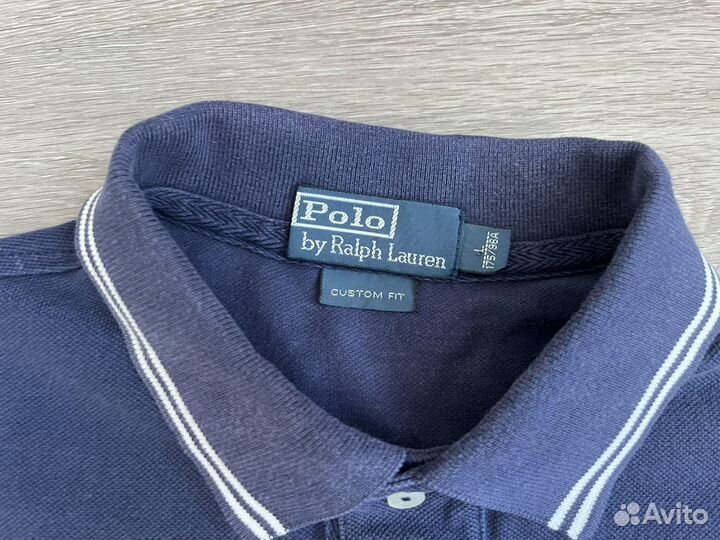 Polo
by Ralph Lauren
L
175/96A
CUSTOM FIT
Avito